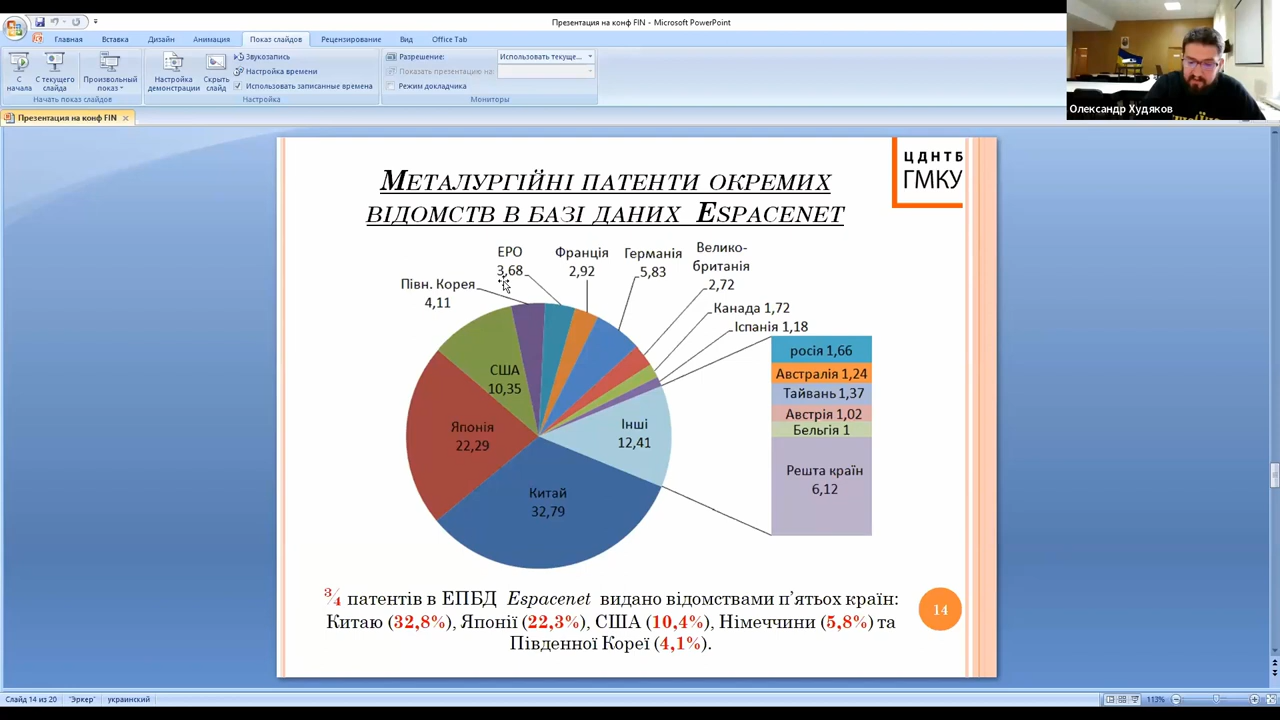 Презентация на конф FIN - Microsoft PowerPoint
Главная Вставка Дизайн Анимация Показ слайдов Рецензирование Вид Office Tab
С начала
С текущего слайда
Произвольный показ
Начать показ слайдов
Настройка демонстрации
Скрыть слайд
Звукозапись
Настройка времени
Использовать записанные времена
Настройка
Разрешение: Использовать текуще...
Показать презентацию на:
Режим докладчика
Мониторы
Олександр Худяков
Презентация на конф FIN
ЦДНТБ
ГМКУ
МЕТАЛУРГІЙНІ ПАТЕНТИ ОКРЕМИХ
ВІДОМСТВ В БАЗІ ДАНИХ ESPACENET
Півн. Корея
4,11
ЕРО
3,68
Франція
2,92
Германія
5,83
Велико-
британія
2,72
Канада 1,72
Іспанія 1,18
США
10,35
Японія
22,29
Китай
32,79
Інші
12,41
росія 1,66
Австралія 1,24
Тайвань 1,37
Австрія 1,02
Бельгія 1
Решта країн
6,12
¾ патентів в ЕПБД Espacenet видано відомствами п’ятьох країн:
Китаю (32,8%), Японії (22,3%), США (10,4%), Німеччини (5,8%) та
Південної Кореї (4,1%).
14
Слайд 14 из 20 "Эркер" украинский 113%